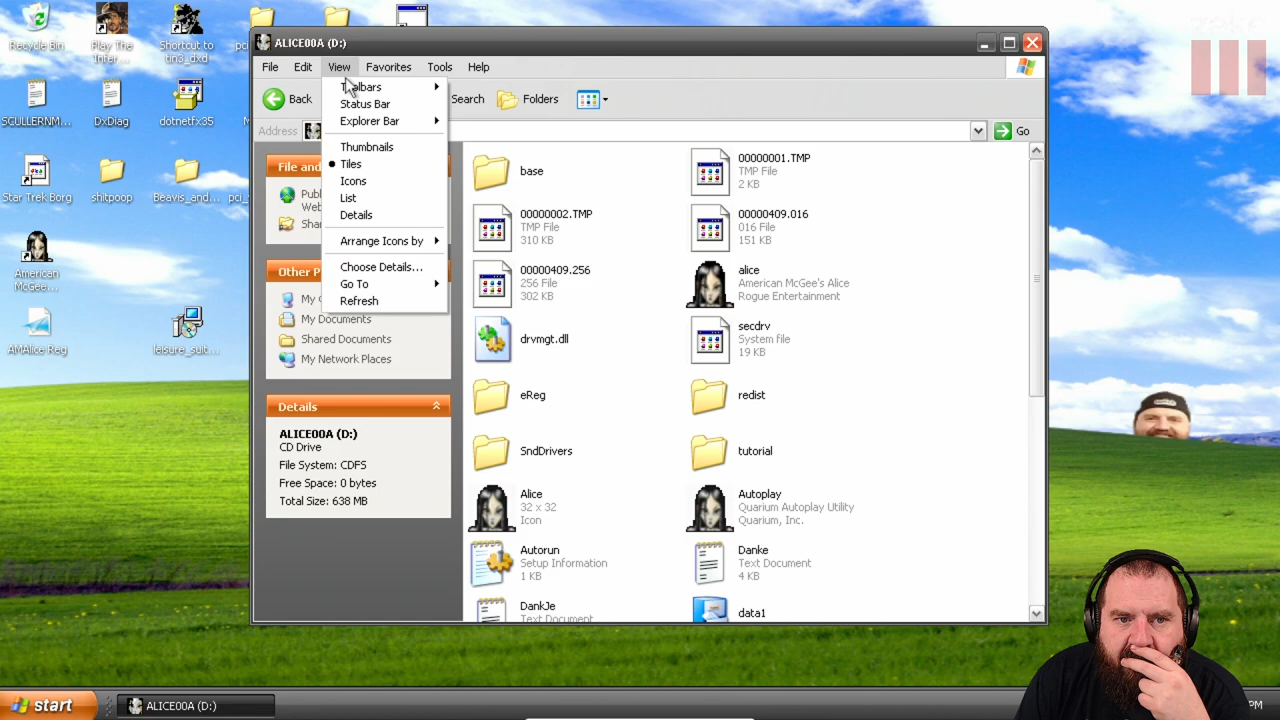 ALICE00A (D:)
File Edit View Favorites Tools Help
Back
Search
Folders
Address
Go
Status Bar
Explorer Bar
Thumbnails
Tiles
Icons
List
Details
Arrange Icons by
Choose Details...
Go To
Refresh
File and
Other P
My Documents
Shared Documents
My Network Places
Details
ALICE00A (D:)
CD Drive
File System: CDFS
Free Space: 0 bytes
Total Size: 638 MB
base
00000001.TMP
TMP File
2 KB
00000002.TMP
TMP File
310 KB
00000409.016
016 File
151 KB
00000409.256
256 File
302 KB
alice
American McGee's Alice
Rogue Entertainment
drvmgt.dll
secdrv
System file
19 KB
eReg
redist
SndDrivers
tutorial
Alice
32 x 32
Icon
Autoplay
Quarium Autoplay Utility
Quarium, Inc.
Autorun
Setup Information
1 KB
Danke
Text Document
4 KB
DankJe
Text Document
data1
Recycle Bin
Play The
Infer...
Shortcut to
SCULLERNM...
DxDiag
dotnetfx35
Star Trek Borg
shitpoop
Beavis_and...
American
McGee...
AMAlice Reg
leisure_suit...
start
ALICE00A (D:)
PM